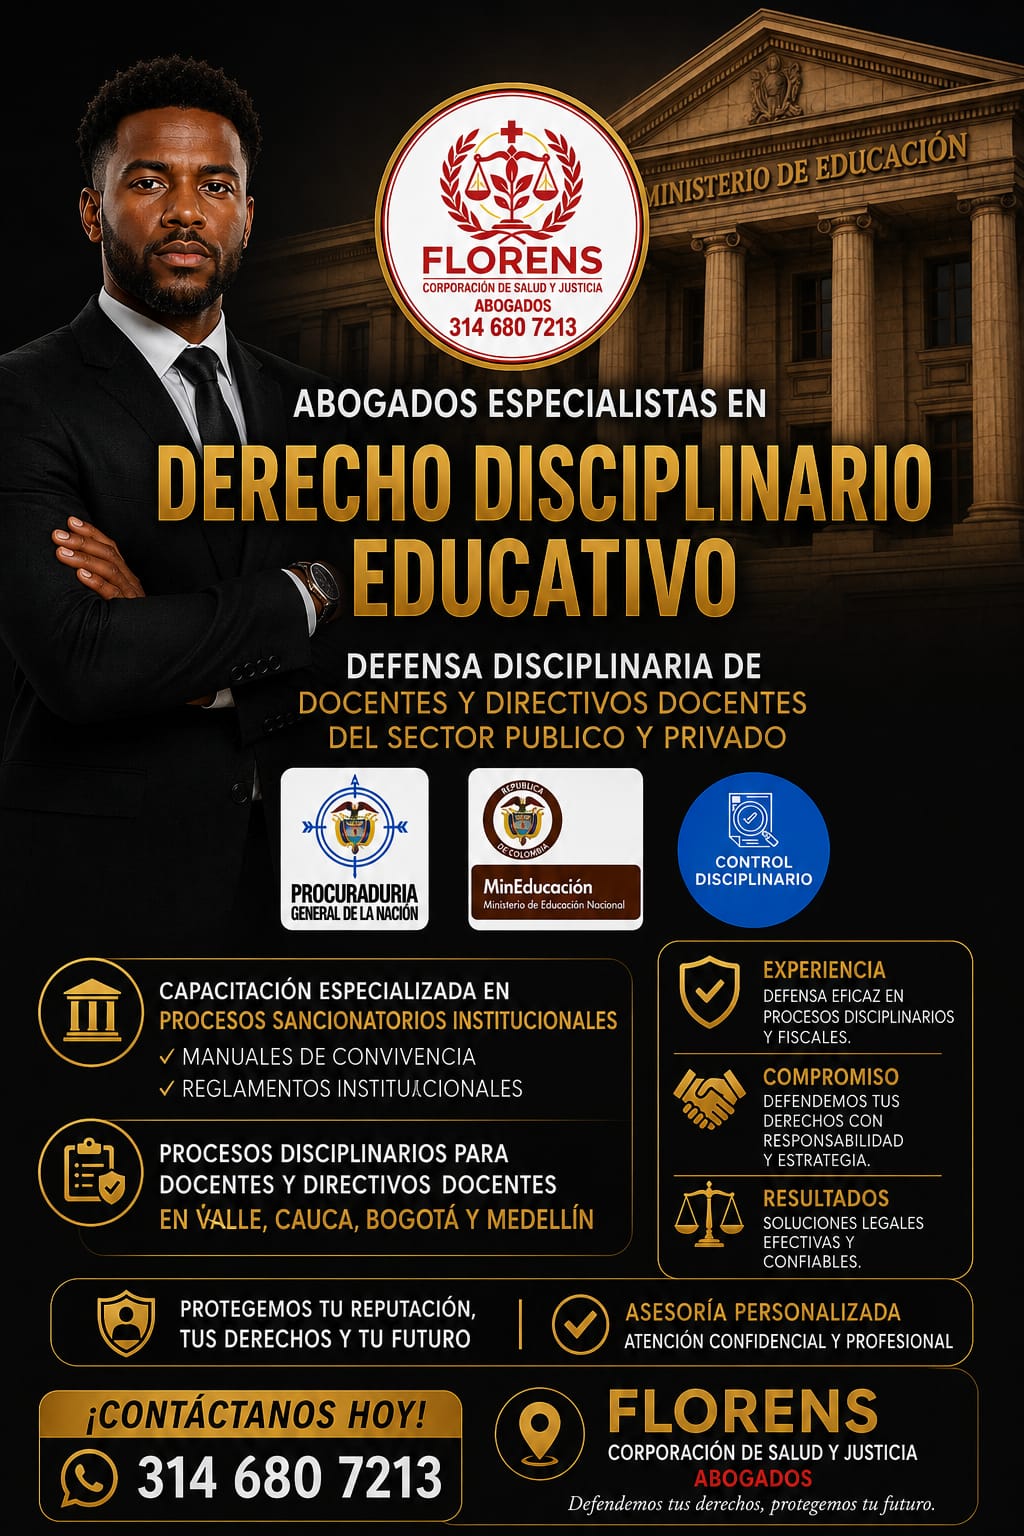 MINISTERIO DE EDUCACIÓN
FLORENS
CORPORACIÓN DE SALUD Y JUSTICIA
ABOGADOS
314 680 7213
ABOGADOS ESPECIALISTAS EN
DERECHO DISCIPLINARIO
EDUCATIVO
DEFENSA DISCIPLINARIA DE
DOCENTES Y DIRECTIVOS DOCENTES
DEL SECTOR PUBLICO Y PRIVADO
PROCURADURIA
GENERAL DE LA NACIÓN
REPUBLICA
DE COLOMBIA
MinEducación
Ministerio de Educación Nacional
CONTROL
DISCIPLINARIO
CAPACITACIÓN ESPECIALIZADA EN
PROCESOS SANCIONATORIOS INSTITUCIONALES
✓ MANUALES DE CONVIVENCIA
✓ REGLAMENTOS INSTITUCIONALES
PROCESOS DISCIPLINARIOS PARA
DOCENTES Y DIRECTIVOS DOCENTES
EN VALLE, CAUCA, BOGOTÁ Y MEDELLÍN
EXPERIENCIA
DEFENSA EFICAZ EN
PROCESOS DISCIPLINARIOS
Y FISCALES.
COMPROMISO
DEFENDEMOS TUS
DERECHOS CON
RESPONSABILIDAD
Y ESTRATEGIA.
RESULTADOS
SOLUCIONES LEGALES
EFECTIVAS Y
CONFIABLES.
PROTEGEMOS TU REPUTACIÓN,
TUS DERECHOS Y TU FUTURO
ASESORÍA PERSONALIZADA
ATENCIÓN CONFIDENCIAL Y PROFESIONAL
¡CONTÁCTANOS HOY!
314 680 7213
FLORENS
CORPORACIÓN DE SALUD Y JUSTICIA
ABOGADOS
Defendemos tus derechos, protegemos tu futuro.